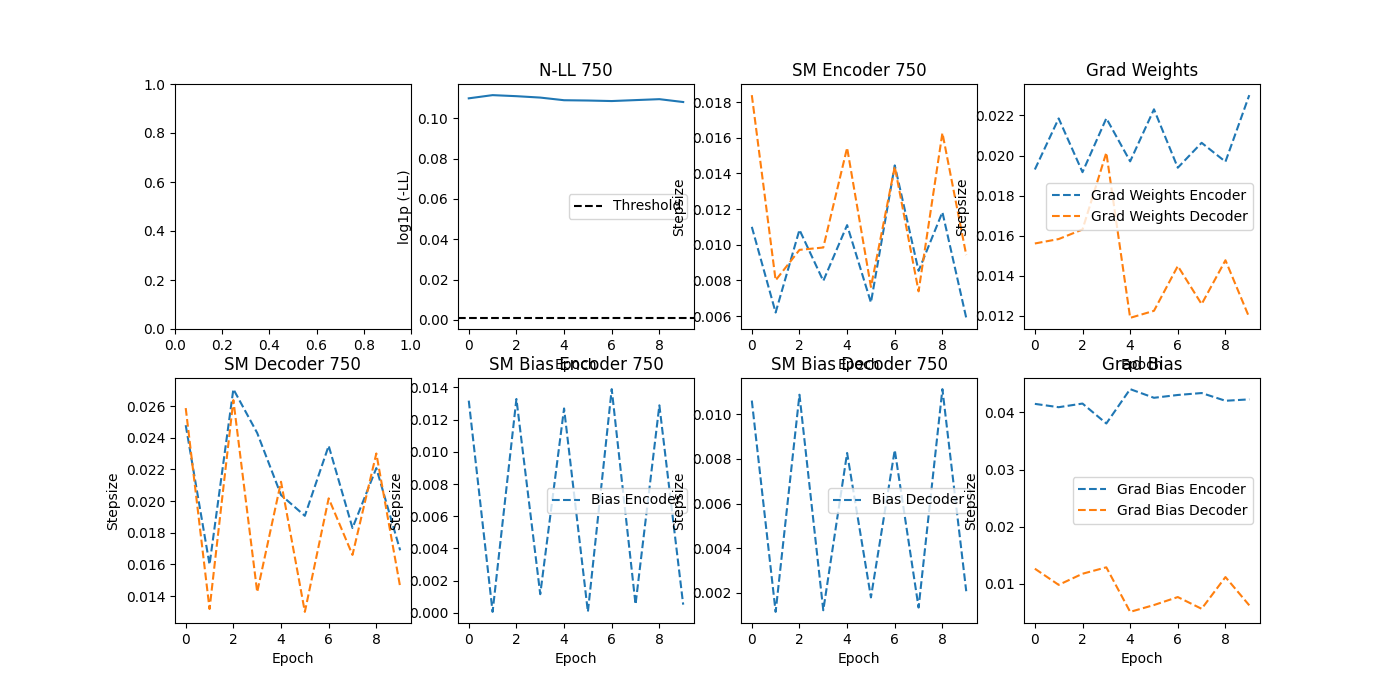 N-LL 750
SM Encoder 750
Grad Weights
1.0
0.8
0.6
0.4
0.2
0.0
0.0 0.2 0.4 0.6 0.8 1.0
log1p (-LL)
0.10
0.08
0.06
0.04
0.02
0.00
Threshold
0 2 4 6 8
Epoch
Stepsize
0.018
0.016
0.014
0.012
0.010
0.008
0.006
0 2 4 6 8
Epoch
Stepsize
0.022
0.020
0.018
0.016
0.014
0.012
Grad Weights Encoder
Grad Weights Decoder
0 2 4 6 8
Epoch
SM Decoder 750
SM Bias Encoder 750
SM Bias Decoder 750
Grad Bias
Stepsize
0.026
0.024
0.022
0.020
0.018
0.016
0.014
0 2 4 6 8
Epoch
Stepsize
0.014
0.012
0.010
0.008
0.006
0.004
0.002
0.000
Bias Encoder
0 2 4 6 8
Epoch
Stepsize
0.010
0.008
0.006
0.004
0.002
Bias Decoder
0 2 4 6 8
Epoch
Stepsize
0.04
0.03
0.02
0.01
Grad Bias Encoder
Grad Bias Decoder
0 2 4 6 8
Epoch